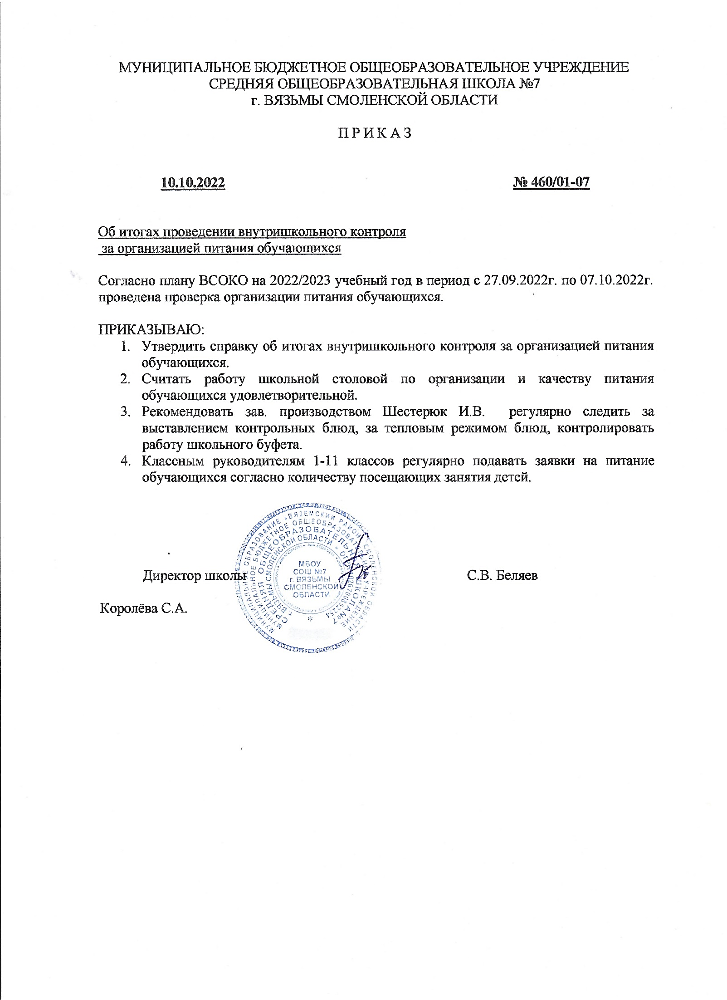 МУНИЦИПАЛЬНОЕ БЮДЖЕТНОЕ ОБЩЕОБРАЗОВАТЕЛЬНОЕ УЧРЕЖДЕНИЕ
СРЕДНЯЯ ОБЩЕОБРАЗОВАТЕЛЬНАЯ ШКОЛА №7
г. ВЯЗЬМЫ СМОЛЕНСКОЙ ОБЛАСТИ
П Р И К А З
10.10.2022 № 460/01-07
Об итогах проведении внутришкольного контроля
за организацией питания обучающихся
Согласно плану ВСОКО на 2022/2023 учебный год в период с 27.09.2022г. по 07.10.2022г.
проведена проверка организации питания обучающихся.
ПРИКАЗЫВАЮ:
1. Утвердить справку об итогах внутришкольного контроля за организацией питания
обучающихся.
2. Считать работу школьной столовой по организации и качеству питания
обучающихся удовлетворительной.
3. Рекомендовать зав. производством Шестерюк И.В. регулярно следить за
выставлением контрольных блюд, за тепловым режимом блюд, контролировать
работу школьного буфета.
4. Классным руководителям 1-11 классов регулярно подавать заявки на питание
обучающихся согласно количеству посещающих занятия детей.
Директор школы С.В. Беляев
Королёва С.А.
МУНИЦИПАЛЬНОЕ ОБРАЗОВАНИЕ «ВЯЗЕМСКИЙ РАЙОН» СМОЛЕНСКОЙ ОБЛАСТИ
МУНИЦИПАЛЬНОЕ БЮДЖЕТНОЕ ОБЩЕОБРАЗОВАТЕЛЬНОЕ УЧРЕЖДЕНИЕ
СРЕДНЯЯ ОБЩЕОБРАЗОВАТЕЛЬНАЯ ШКОЛА №7
Г. ВЯЗЬМЫ СМОЛЕНСКОЙ ОБЛАСТИ * ОГРН 1026700852254
МБОУ
СОШ №7
г. ВЯЗЬМЫ
СМОЛЕНСКОЙ
ОБЛАСТИ